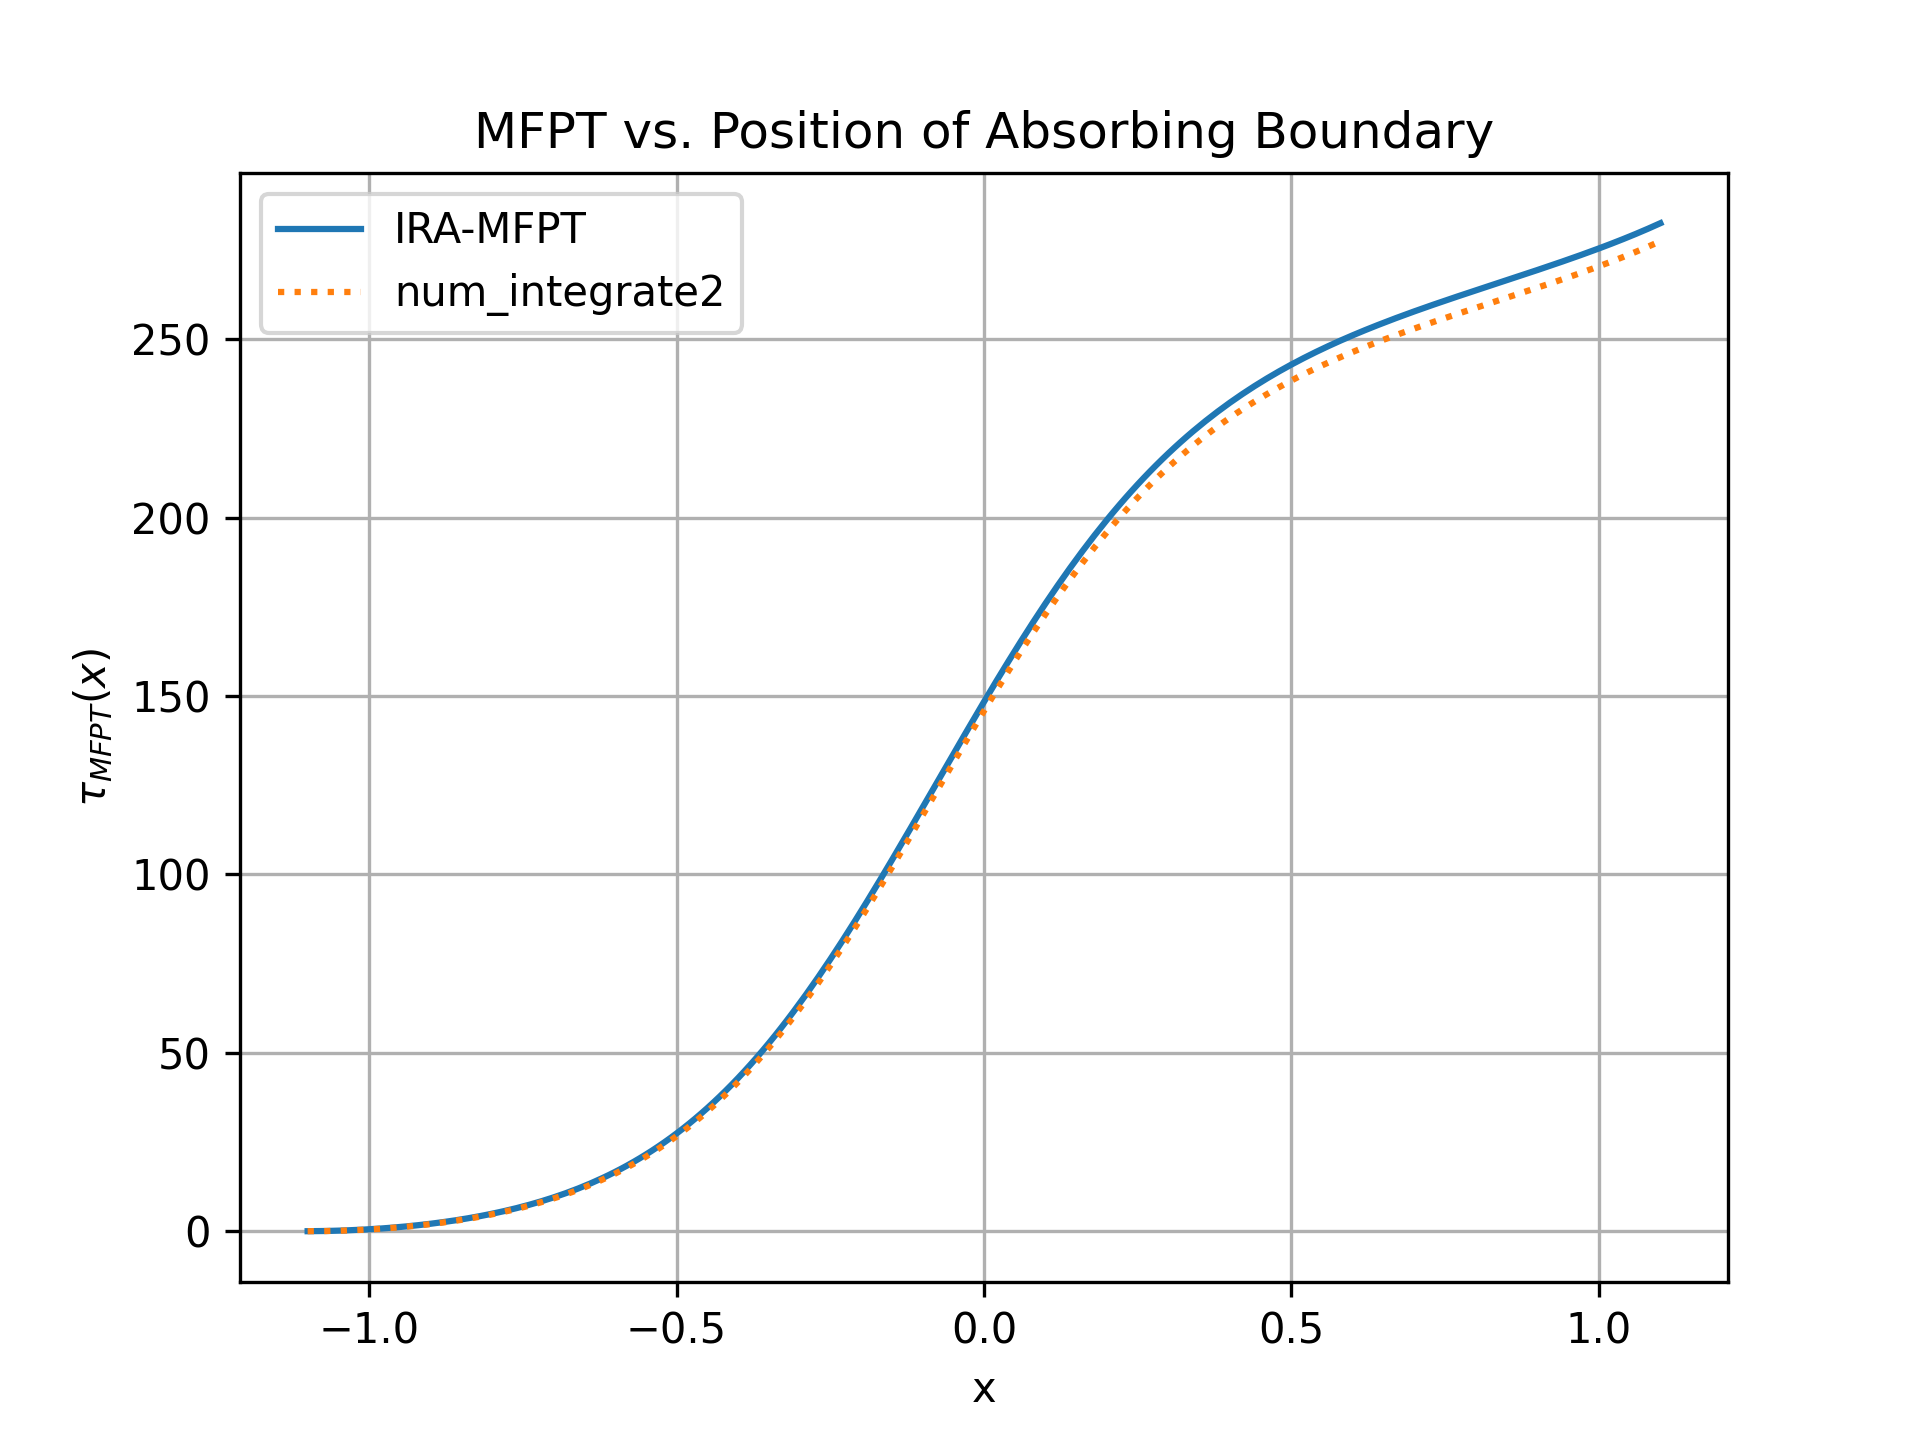 MFPT vs. Position of Absorbing Boundary
IRA-MFPT
num_integrate2
τ_MFPT(x)
250
200
150
100
50
0
−1.0 −0.5 0.0 0.5 1.0
x